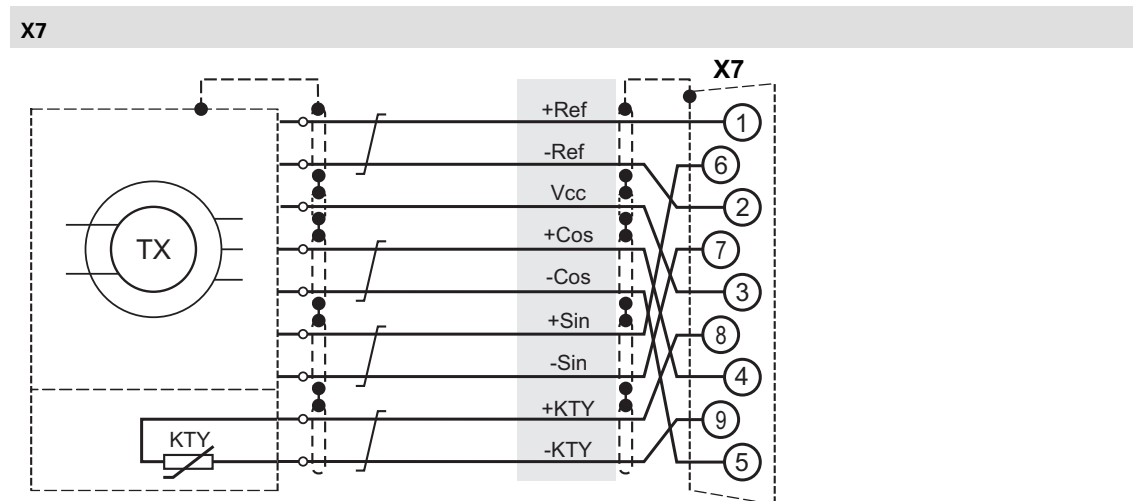 X7
X7
+Ref
1
-Ref
6
Vcc
2
TX
+Cos
7
-Cos
3
+Sin
8
-Sin
4
+KTY
9
KTY
-KTY
5